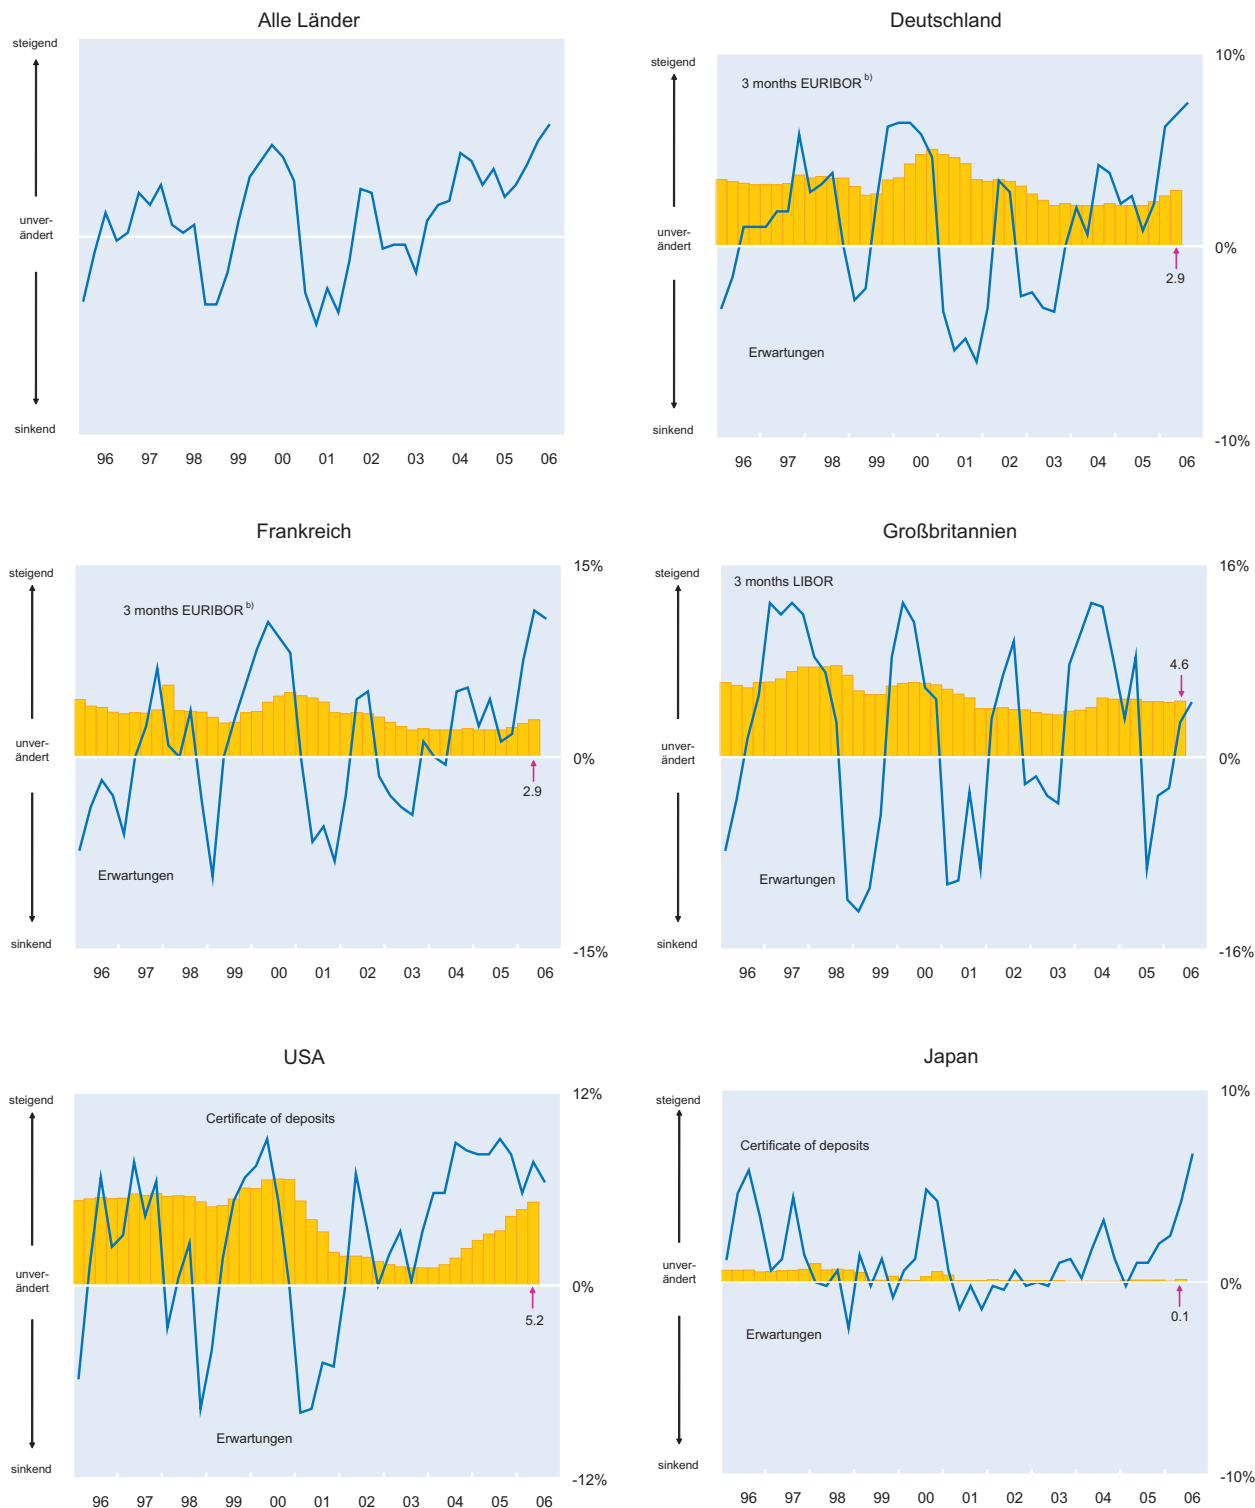 Alle Länder
steigend
unver-
ändert
sinkend
96 97 98 99 00 01 02 03 04 05 06
Deutschland
steigend
unver-
ändert
sinkend
10%
0%
-10%
3 months EURIBOR b)
2.9
Erwartungen
96 97 98 99 00 01 02 03 04 05 06
Frankreich
steigend
unver-
ändert
sinkend
15%
0%
-15%
3 months EURIBOR b)
2.9
Erwartungen
96 97 98 99 00 01 02 03 04 05 06
Großbritannien
steigend
unver-
ändert
sinkend
16%
0%
-16%
3 months LIBOR
4.6
Erwartungen
96 97 98 99 00 01 02 03 04 05 06
USA
steigend
unver-
ändert
sinkend
12%
0%
-12%
Certificate of deposits
5.2
Erwartungen
96 97 98 99 00 01 02 03 04 05 06
Japan
steigend
unver-
ändert
sinkend
10%
0%
-10%
Certificate of deposits
0.1
Erwartungen
96 97 98 99 00 01 02 03 04 05 06